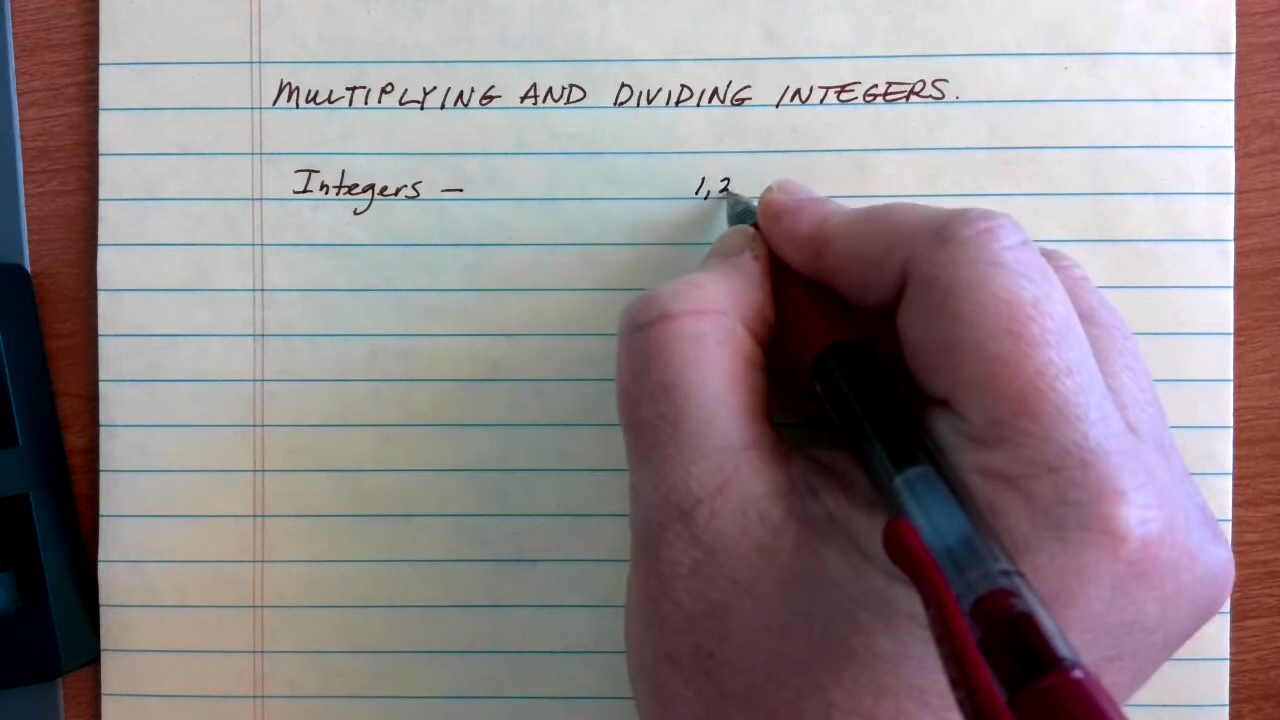 MULTIPLYING AND DIVIDING INTEGERS.
Integers — 1,2